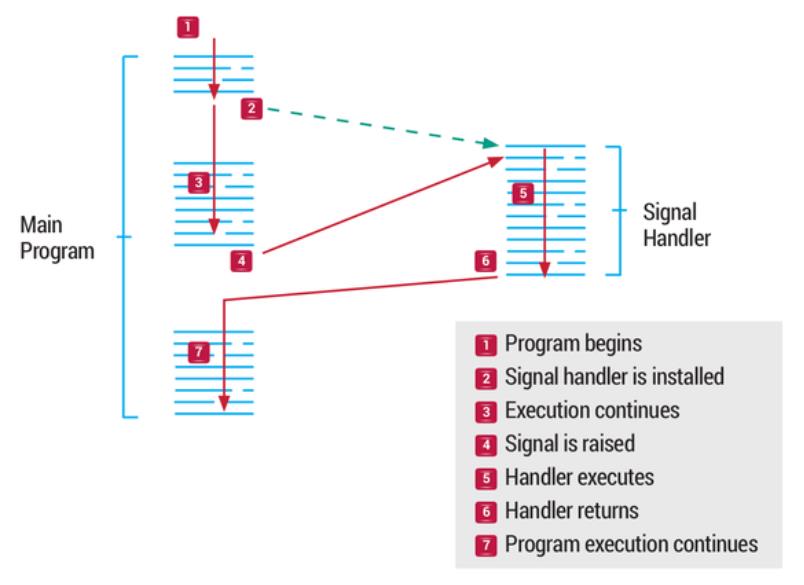 1
2
3
4
5
6
7
Main
Program
Signal
Handler
1 Program begins
2 Signal handler is installed
3 Execution continues
4 Signal is raised
5 Handler executes
6 Handler returns
7 Program execution continues